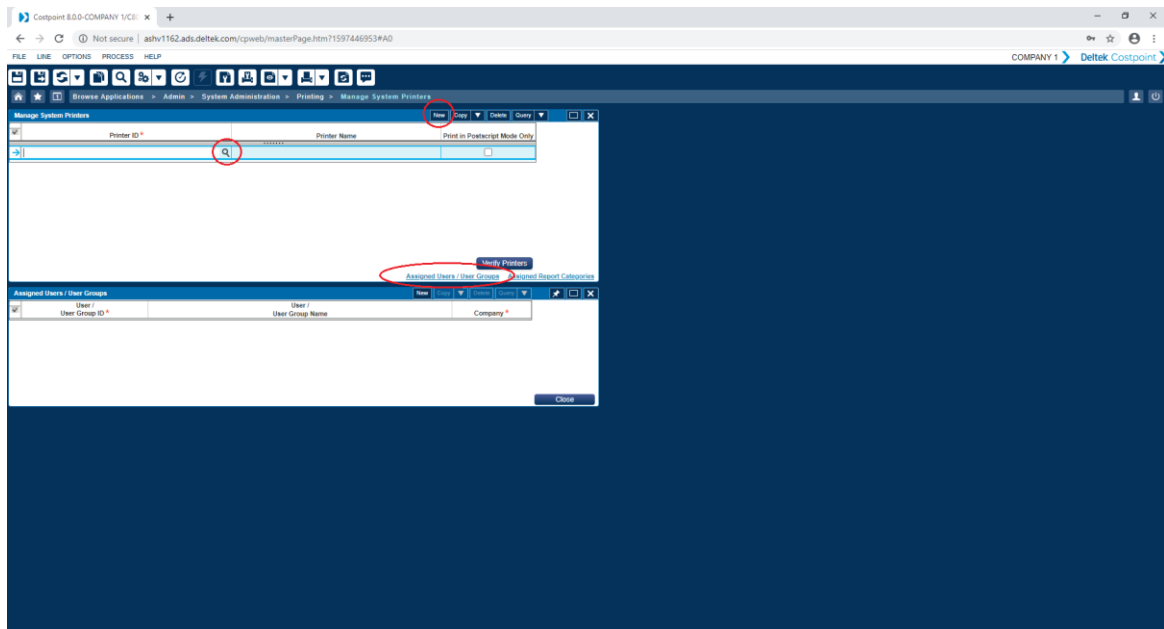 Costpoint 8.0.0-COMPANY 1/C80
Not secure | ashv1162.ads.deltek.com/cpweb/masterPage.htm?1597446953#A0
FILE LINE OPTIONS PROCESS HELP
COMPANY 1 Deltek Costpoint
Browse Applications > Admin > System Administration > Printing > Manage System Printers
Manage System Printers New Copy Delete Query
Printer ID * Printer Name Print in Postscript Mode Only
Verify Printers
Assigned Users / User Groups Assigned Report Categories
Assigned Users / User Groups New Copy Delete Query
User / User /
User Group ID * User Group Name Company *
Close